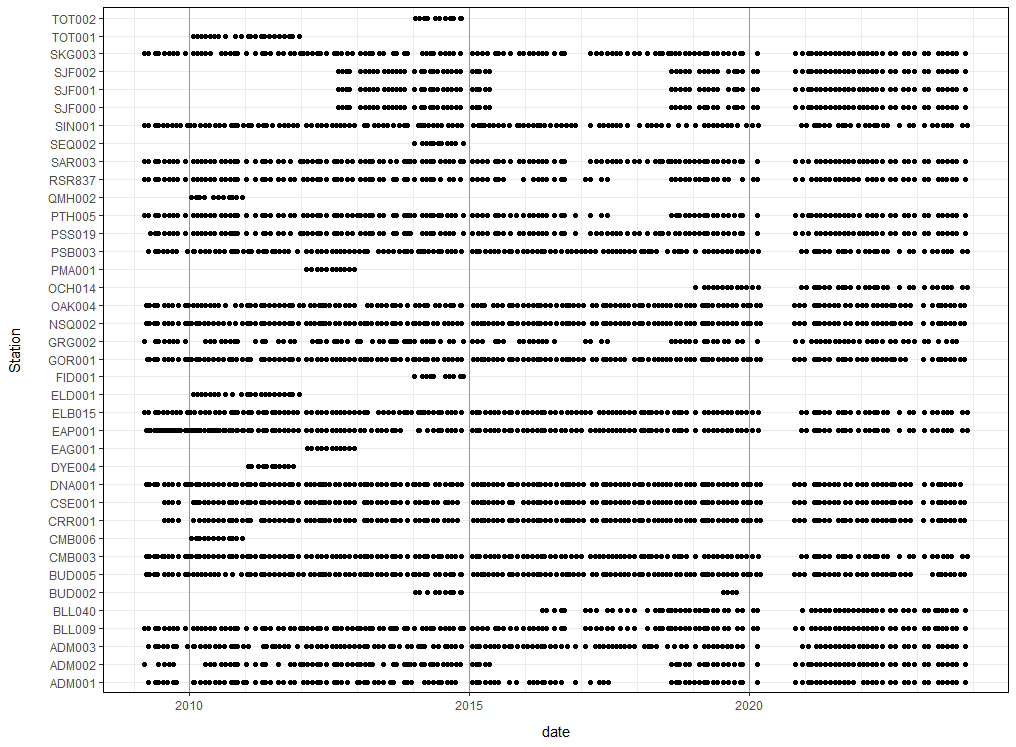 TOT002
TOT001
SKG003
SJF002
SJF001
SJF000
SIN001
SEQ002
SAR003
RSR837
QMH002
PTH005
PSS019
PSB003
PMA001
OCH014
OAK004
NSQ002
GRG002
GOR001
FID001
ELD001
ELB015
EAP001
EAG001
DYE004
DNA001
CSE001
CRR001
CMB006
CMB003
BUD005
BUD002
BLL040
BLL009
ADM003
ADM002
ADM001
Station
2010 2015 2020
date